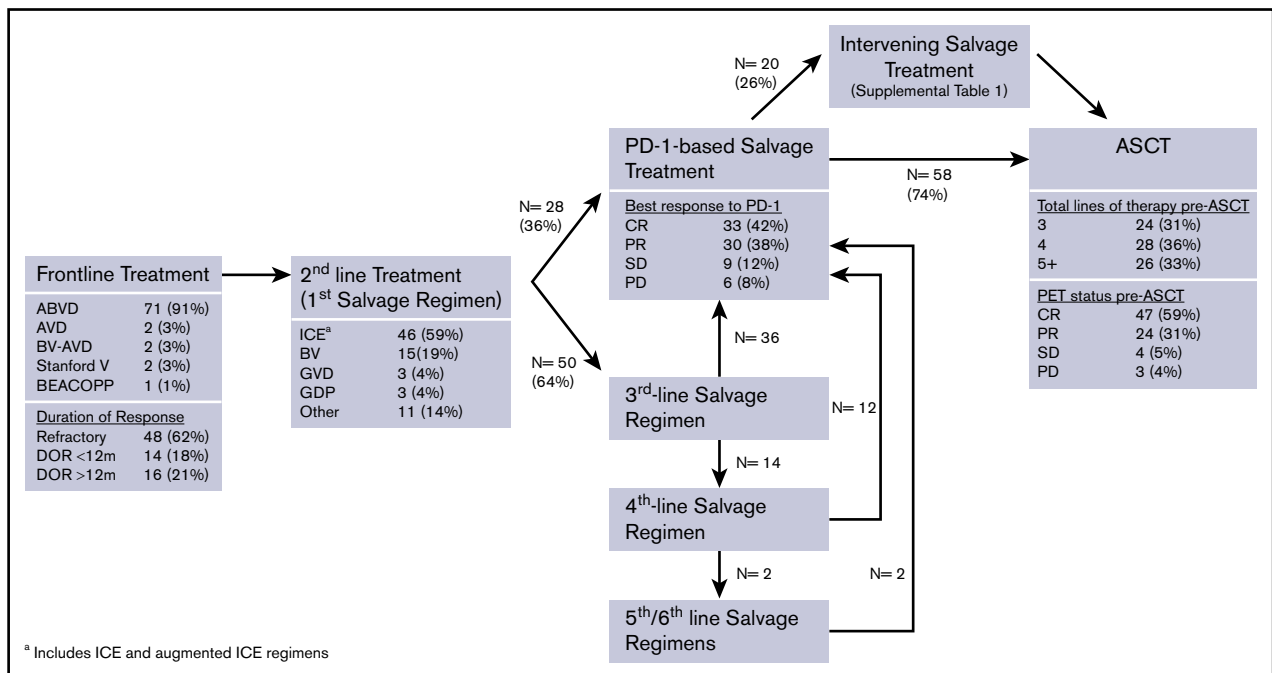 Frontline Treatment
ABVD 71 (91%)
AVD 2 (3%)
BV-AVD 2 (3%)
Stanford V 2 (3%)
BEACOPP 1 (1%)
Duration of Response
Refractory 48 (62%)
DOR <12m 14 (18%)
DOR >12m 16 (21%)
2nd line Treatment
(1st Salvage Regimen)
ICEa 46 (59%)
BV 15(19%)
GVD 3 (4%)
GDP 3 (4%)
Other 11 (14%)
N= 28
(36%)
N= 50
(64%)
PD-1-based Salvage
Treatment
Best response to PD-1
CR 33 (42%)
PR 30 (38%)
SD 9 (12%)
PD 6 (8%)
N= 36
3rd-line Salvage
Regimen
N= 14
4th-line Salvage
Regimen
N= 2
5th/6th line Salvage
Regimens
N= 12
N= 2
N= 20
(26%)
Intervening Salvage
Treatment
(Supplemental Table 1)
N= 58
(74%)
ASCT
Total lines of therapy pre-ASCT
3 24 (31%)
4 28 (36%)
5+ 26 (33%)
PET status pre-ASCT
CR 47 (59%)
PR 24 (31%)
SD 4 (5%)
PD 3 (4%)
a Includes ICE and augmented ICE regimens